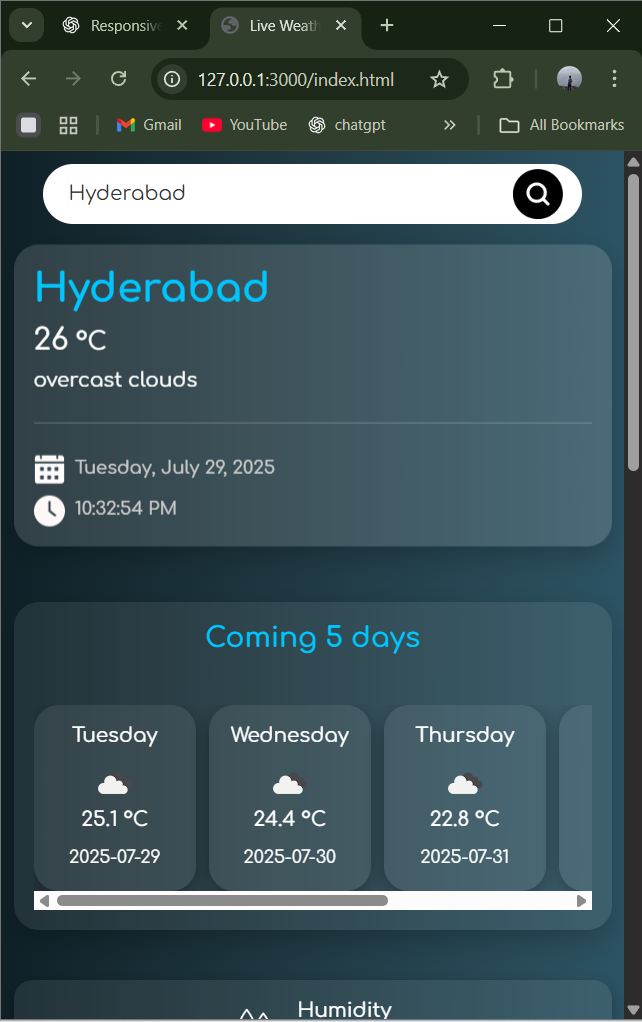 Responsive
Live Weath
127.0.0.1:3000/index.html
Gmail
YouTube
chatgpt
All Bookmarks
Hyderabad
Hyderabad
26 °C
overcast clouds
Tuesday, July 29, 2025
10:32:54 PM
Coming 5 days
Tuesday
25.1 °C
2025-07-29
Wednesday
24.4 °C
2025-07-30
Thursday
22.8 °C
2025-07-31
Humidity